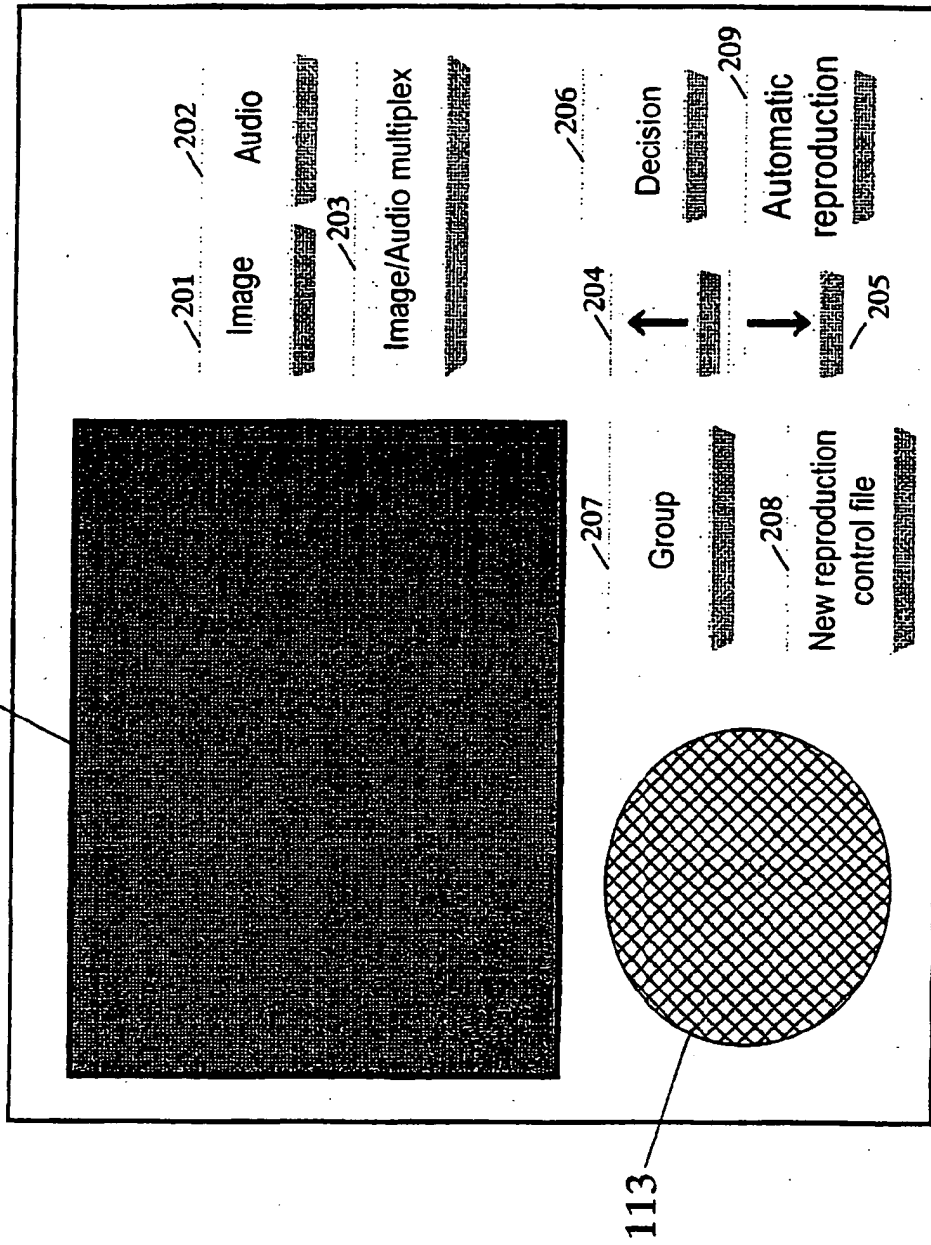 201
202
Image
Audio
203
Image/Audio multiplex
207
204
206
Group
Decision
208
209
New reproduction
control file
205
Automatic
reproduction
113